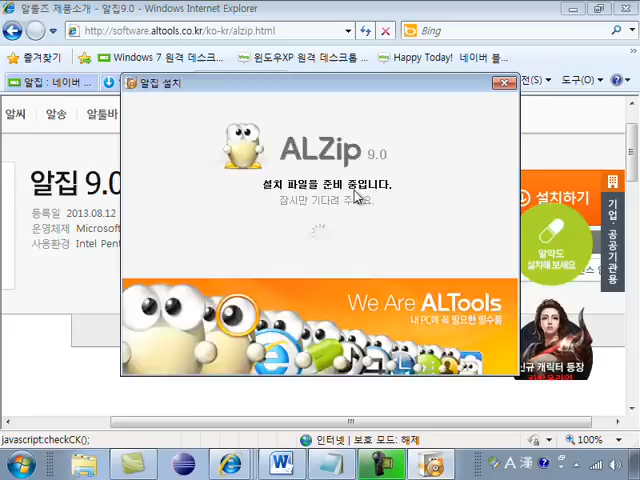 알툴즈 제품소개 - 알집9.0 - Windows Internet Explorer
http://software.altools.co.kr/ko-kr/alzip.html
Bing
즐겨찾기
Windows 7 원격 데스크...
윈도우XP 원격 데스크톱 ...
Happy Today! 네이버 블...
알집 : 네이버 ...
전(S)
도구(O)
알집 설치
알씨
알송
알툴바
ALZip 9.0
설치 파일을 준비 중입니다.
잠시만 기다려 주세요.
알집 9.0
등록일 2013.08.12
운영체제 Microsoft
사용환경 Intel Pent
설치하기
기업·공공기관용
알약도
설치해 보세요
We Are ALTools
내 PC에 꼭 필요한 필수품
신규 캐릭터 등장
javascript:checkCK();
인터넷 | 보호 모드: 해제
100%
A 漢